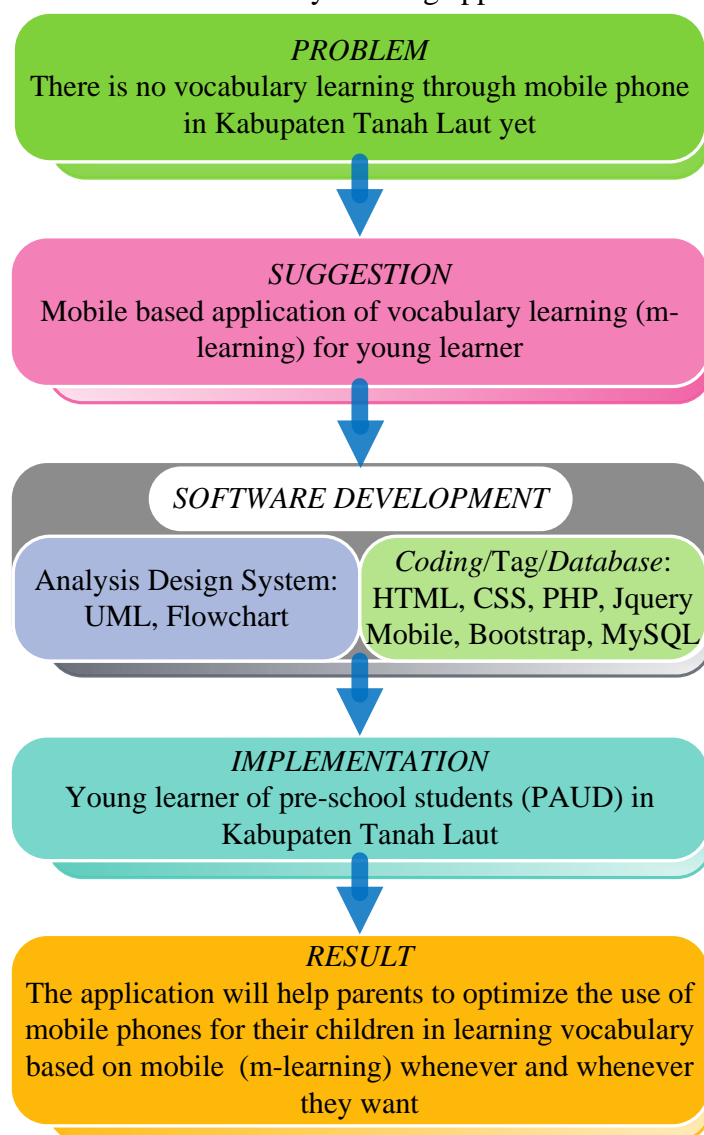 PROBLEM
There is no vocabulary learning through mobile phone
in Kabupaten Tanah Laut yet
SUGGESTION
Mobile based application of vocabulary learning (m-
learning) for young learner
SOFTWARE DEVELOPMENT
Analysis Design System:
UML, Flowchart
Coding/Tag/Database:
HTML, CSS, PHP, Jquery
Mobile, Bootstrap, MySQL
IMPLEMENTATION
Young learner of pre-school students (PAUD) in
Kabupaten Tanah Laut
RESULT
The application will help parents to optimize the use of
mobile phones for their children in learning vocabulary
based on mobile (m-learning) whenever and whenever
they want